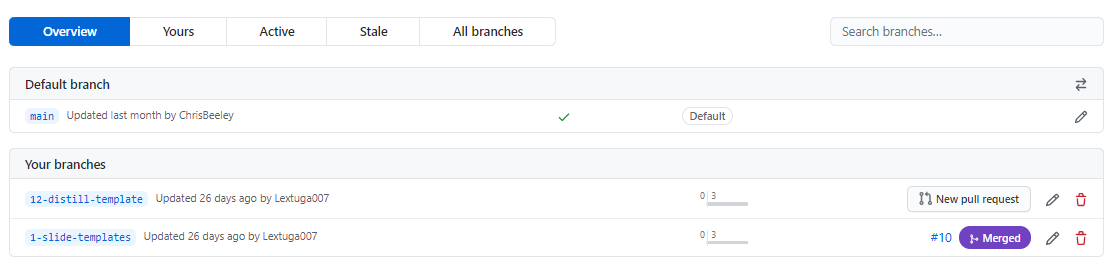 Overview Yours Active Stale All branches Search branches...
Default branch
main Updated last month by ChrisBeeley Default
Your branches
12-distill-template Updated 26 days ago by Lextuga007 0 3 New pull request
1-slide-templates Updated 26 days ago by Lextuga007 0 3 #10 Merged